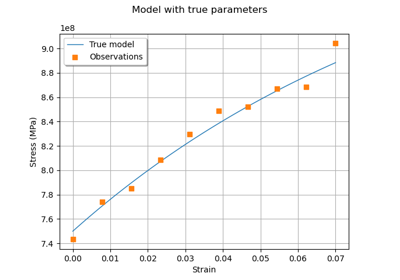 Model with true parameters
1e8
True model
Observations
9.0
8.8
8.6
8.4
8.2
8.0
7.8
7.6
7.4
Stress (MPa)
0.00 0.01 0.02 0.03 0.04 0.05 0.06 0.07
Strain